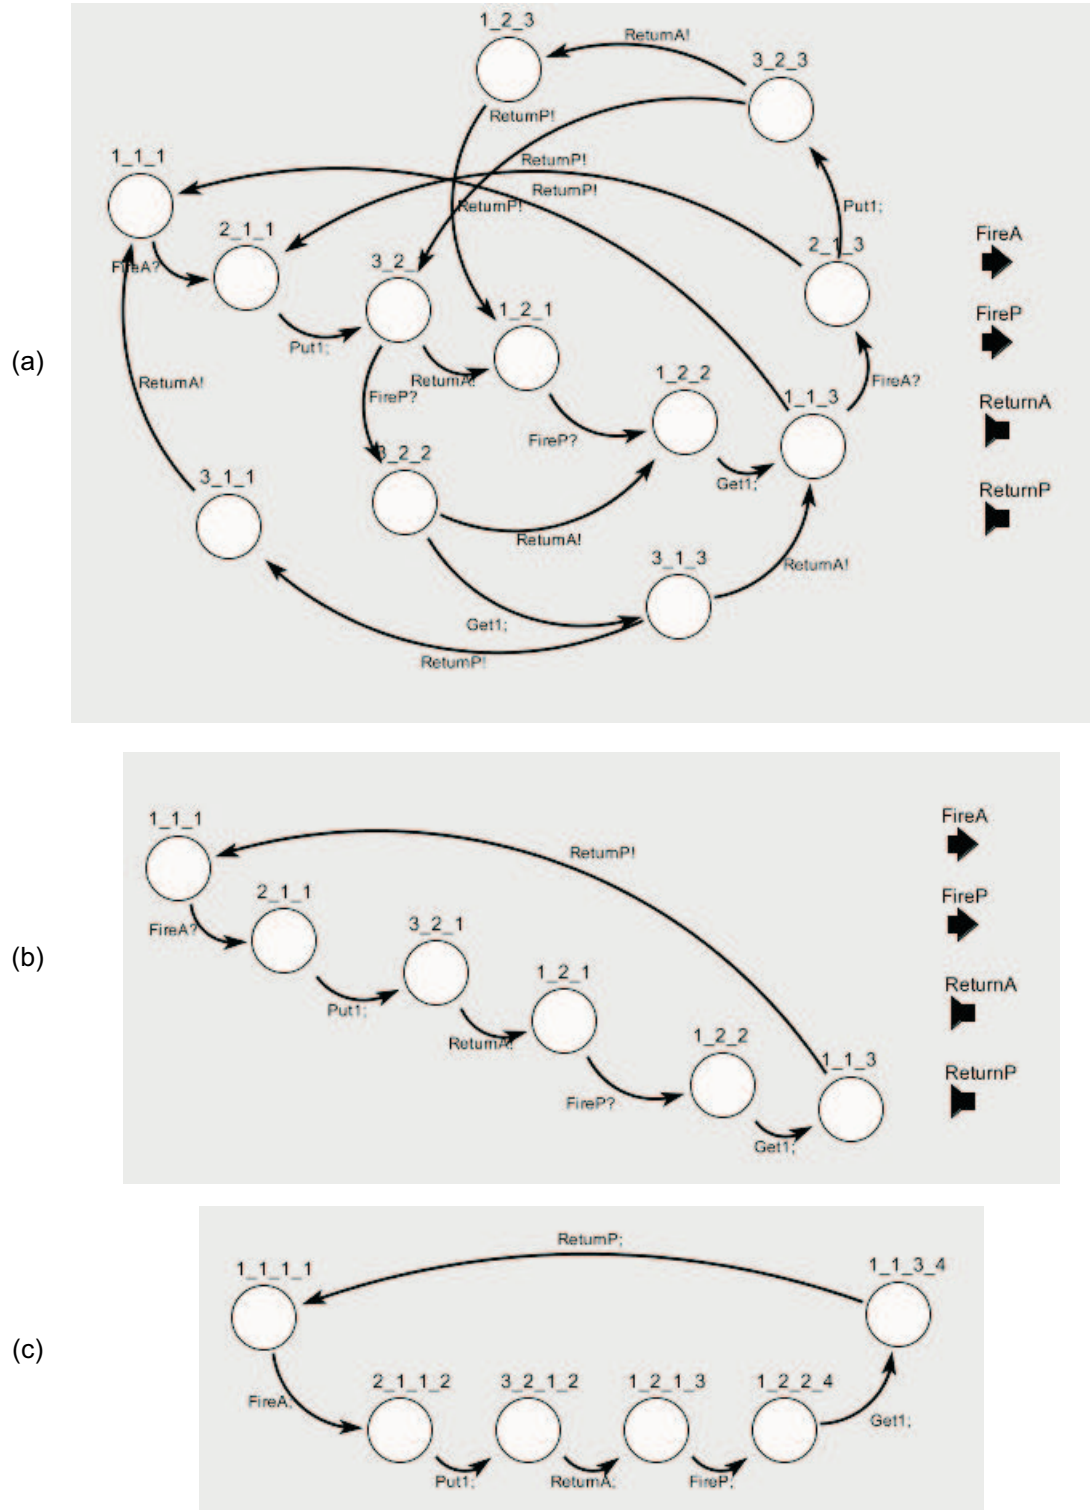 (a)
1_2_3
ReturnA!
3_2_3
ReturnP!
1_1_1
ReturnP!
ReturnP!
ReturnP!
Put1;
2_1_1
2_1_3
FireA
FireA?
3_2_
1_2_1
FireP
Put1;
ReturnA!
FireP?
1_2_2
1_1_3
FireA?
ReturnA!
ReturnA
FireP?
3_2_2
Get1;
3_1_1
ReturnP
ReturnA!
3_1_3
ReturnA!
Get1;
ReturnP!
(b)
1_1_1
FireA
ReturnP!
2_1_1
FireA?
3_2_1
FireP
1_2_1
Put1;
ReturnA!
ReturnA
1_2_2
1_1_3
FireP?
ReturnP
Get1;
(c)
ReturnP;
1_1_1_1
1_1_3_4
2_1_1_2
3_2_1_2
1_2_1_3
1_2_2_4
FireA;
Get1;
Put1;
ReturnA;
FireP;